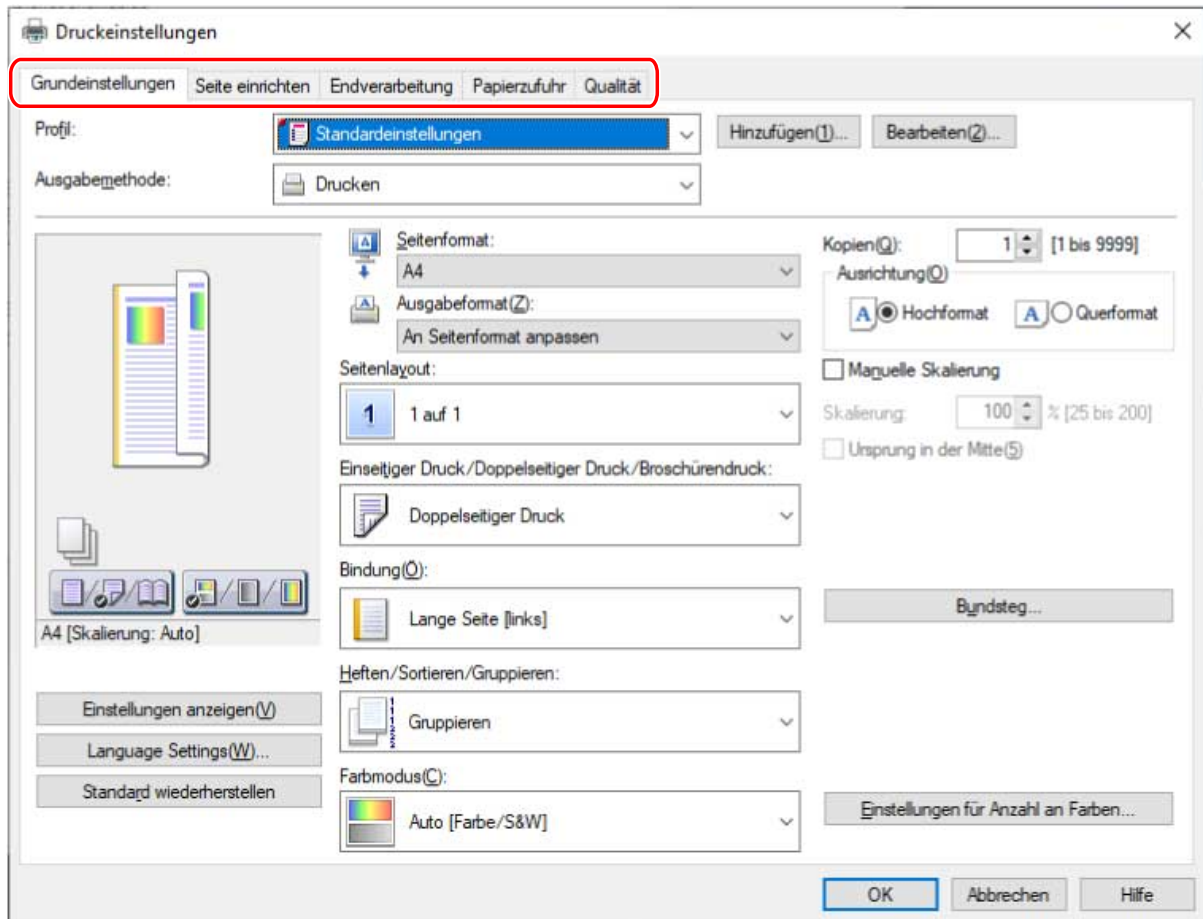 Druckeinstellungen
Grundeinstellungen Seite einrichten Endverarbeitung Papierzufuhr Qualität
Profil: Standardeinstellungen Hinzufügen(1)... Bearbeiten(2)...
Ausgabemethode: Drucken
Seitenformat:
A4
Ausgabeformat(Z):
An Seitenformat anpassen
Seitenlayout:
1 1 auf 1
Einseitiger Druck/Doppelseitiger Druck/Broschürendruck:
Doppelseitiger Druck
Bindung(Ö):
Lange Seite [links]
Heften/Sortieren/Gruppieren:
Gruppieren
Farbmodus(C):
Auto [Farbe/S&W]
Kopien(Q): 1 [1 bis 9999]
Ausrichtung(O)
A Hochformat A Querformat
Manuelle Skalierung
Skalierung: 100 % [25 bis 200]
Ursprung in der Mitte(5)
Bundsteg...
Einstellungen für Anzahl an Farben...
A4 [Skalierung: Auto]
Einstellungen anzeigen(V)
Language Settings(W)...
Standard wiederherstellen
OK Abbrechen Hilfe